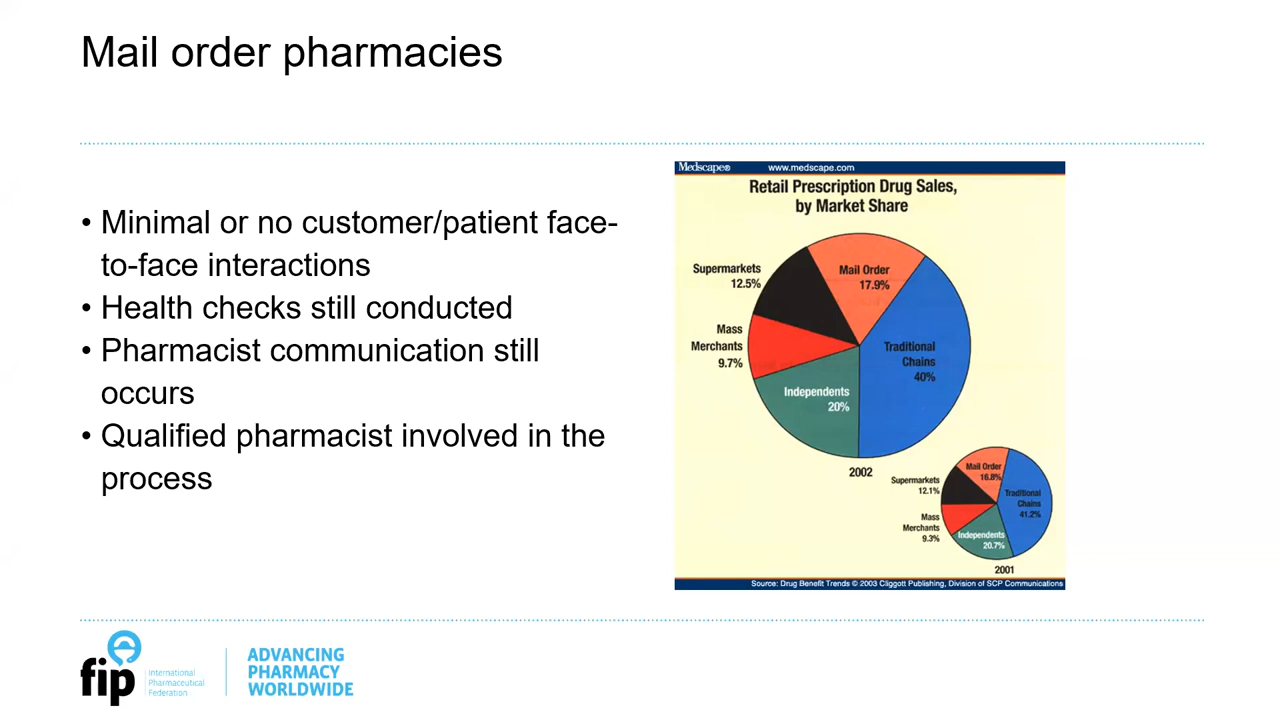 Mail order pharmacies
• Minimal or no customer/patient face-
to-face interactions
• Health checks still conducted
• Pharmacist communication still
occurs
• Qualified pharmacist involved in the
process
Medscape® www.medscape.com
Retail Prescription Drug Sales,
by Market Share
Supermarkets
12.5%
Mail Order
17.9%
Mass
Merchants
9.7%
Traditional
Chains
40%
Independents
20%
2002
Supermarkets
12.1%
Mail Order
16.8%
Traditional
Chains
41.2%
Mass
Merchants
9.3%
Independents
20.7%
2001
Source: Drug Benefit Trends © 2003 Cliggott Publishing, Division of SCP Communications
fip
International
Pharmaceutical
Federation
ADVANCING
PHARMACY
WORLDWIDE